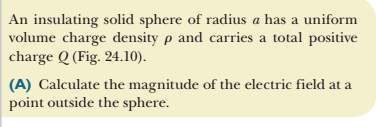 An insulating solid sphere of radius a has a uniform
volume charge density ρ and carries a total positive
charge Q (Fig. 24.10).
(A) Calculate the magnitude of the electric field at a
point outside the sphere.